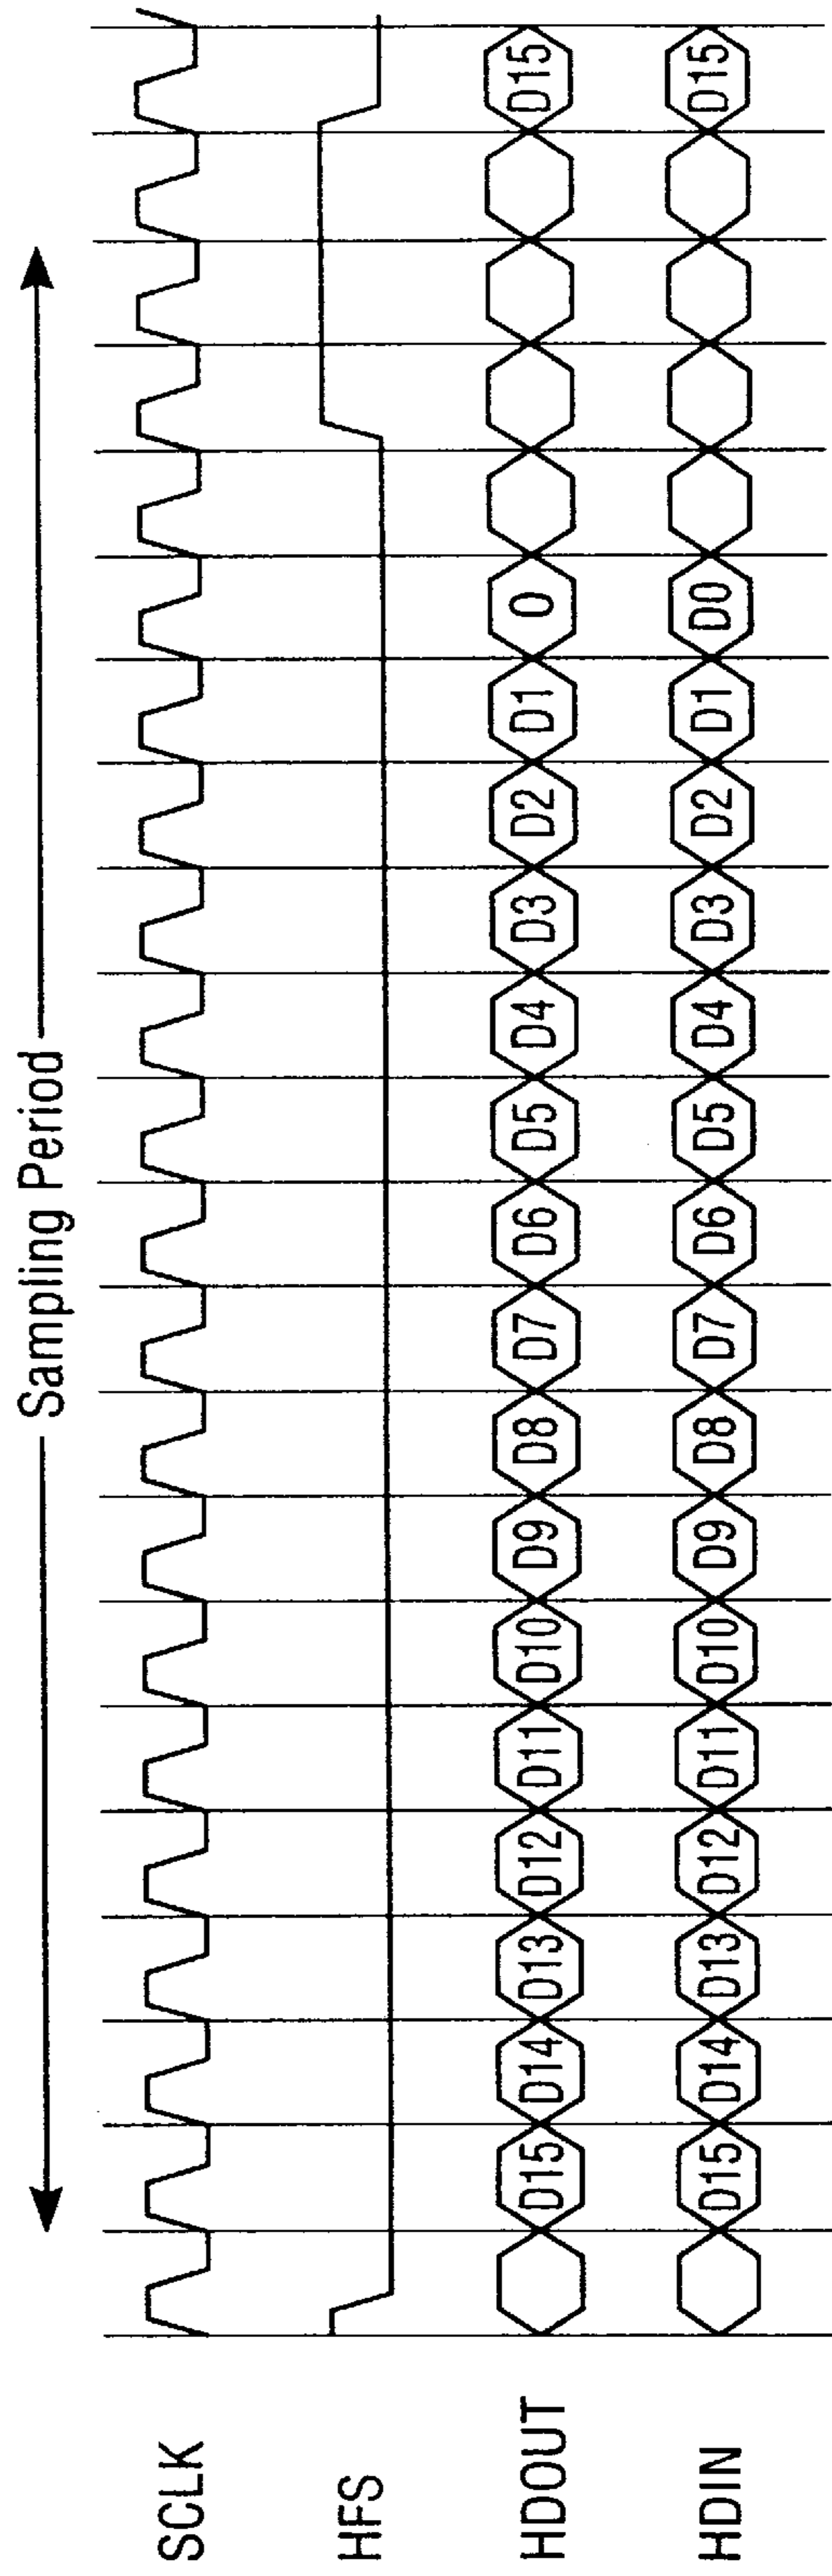 Sampling Period
SCLK
HFS
HDOUT D15 D14 D13 D12 D11 D10 D9 D8 D7 D6 D5 D4 D3 D2 D1 0 D15
HDIN D15 D14 D13 D12 D11 D10 D9 D8 D7 D6 D5 D4 D3 D2 D1 D0 D15